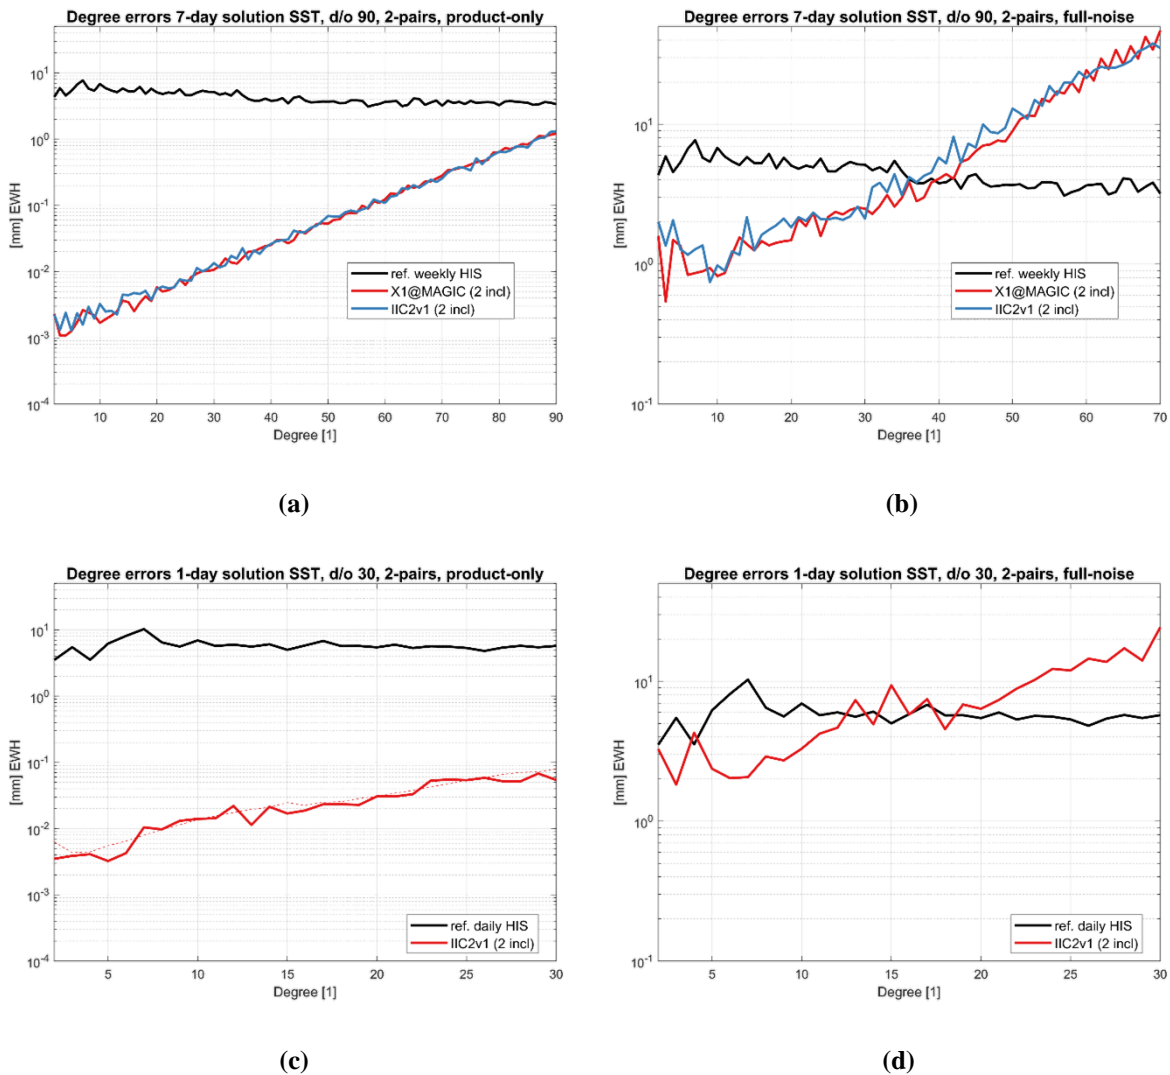 Degree errors 7-day solution SST, d/o 90, 2-pairs, product-only
10^1
10^0
10^-1
10^-2
10^-3
10^-4
[mm] EWH
ref. weekly HIS
X1@MAGIC (2 incl)
IIC2v1 (2 incl)
10 20 30 40 50 60 70 80 90
Degree [1]
(a)
Degree errors 7-day solution SST, d/o 90, 2-pairs, full-noise
10^1
10^0
10^-1
[mm] EWH
ref. weekly HIS
X1@MAGIC (2 incl)
IIC2v1 (2 incl)
10 20 30 40 50 60 70
Degree [1]
(b)
Degree errors 1-day solution SST, d/o 30, 2-pairs, product-only
10^1
10^0
10^-1
10^-2
10^-3
10^-4
[mm] EWH
ref. daily HIS
IIC2v1 (2 incl)
5 10 15 20 25 30
Degree [1]
(c)
Degree errors 1-day solution SST, d/o 30, 2-pairs, full-noise
10^1
10^0
10^-1
[mm] EWH
ref. daily HIS
IIC2v1 (2 incl)
5 10 15 20 25 30
Degree [1]
(d)